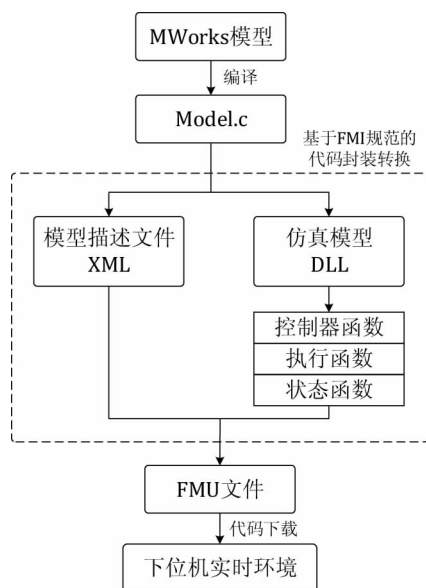 MWorks模型
编译
Model.c
基于FMI规范的
代码封装转换
模型描述文件
XML
仿真模型
DLL
控制器函数
执行函数
状态函数
FMU文件
代码下载
下位机实时环境